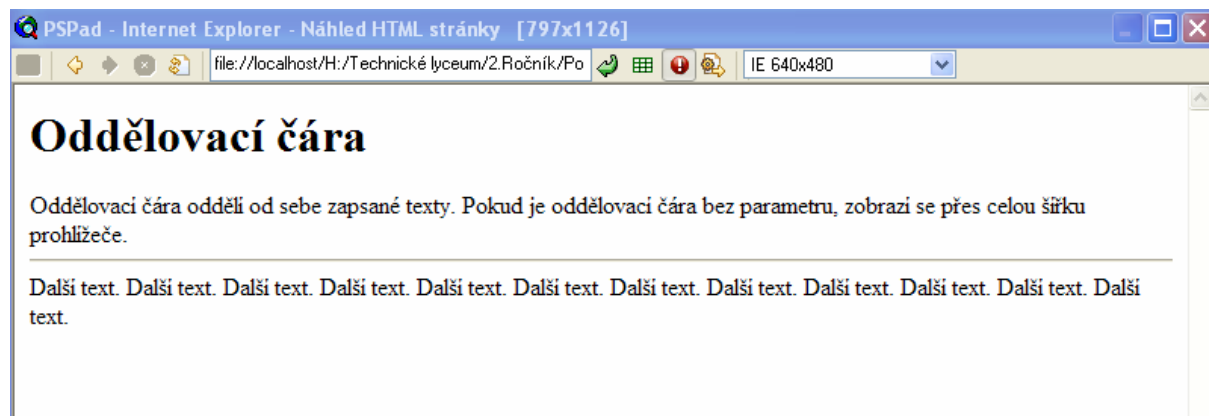 PSPad - Internet Explorer - Náhled HTML stránky [797x1126]
file://localhost/H:/Technické lyceum/2.Ročník/Po
IE 640x480
Oddělovací čára
Oddělovací čára oddělí od sebe zapsané texty. Pokud je oddělovací čára bez parametru, zobrazí se přes celou šířku
prohlížeče.
Další text. Další text. Další text. Další text. Další text. Další text. Další text. Další text. Další text. Další text. Další text. Další
text.